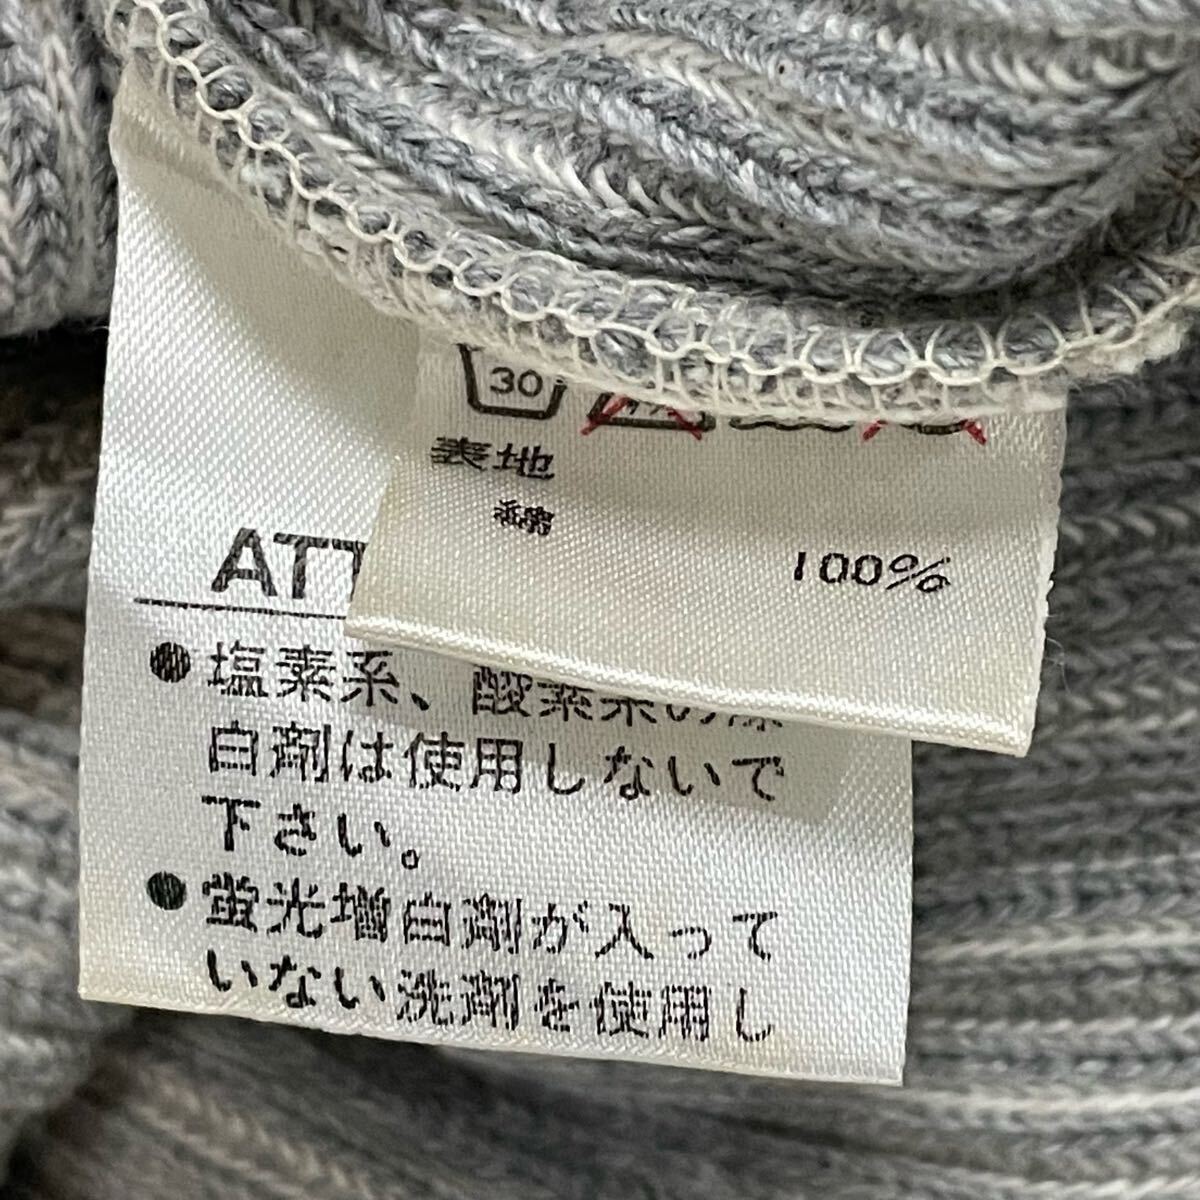 30
表地
綿
100%
ATT
●塩素系、酸素系の漂
白剤は使用しないで
下さい。
●蛍光増白剤が入って
いない洗剤を使用し